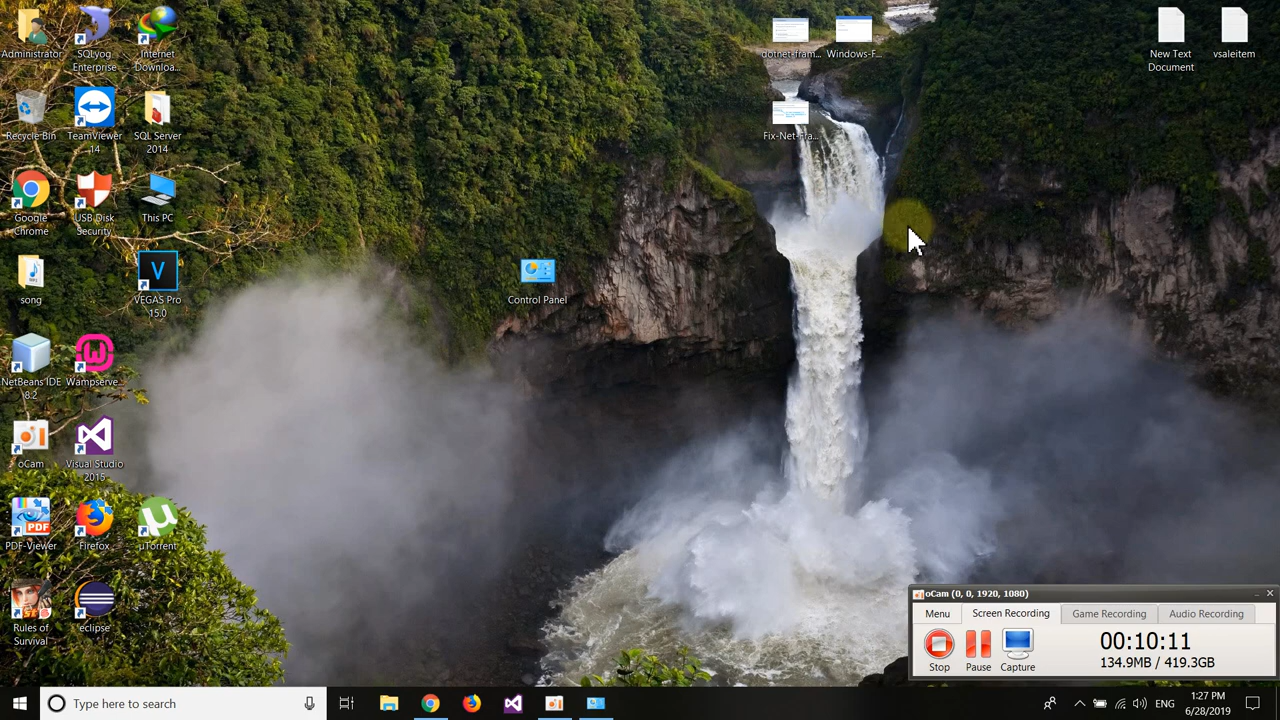 Administrator
SQLyog
Enterprise
Internet
Downloa...
Recycle Bin
TeamViewer
14
SQL Server
2014
Google
Chrome
USB Disk
Security
This PC
song
VEGAS Pro
15.0
NetBeans IDE
8.2
Wampserve...
oCam
Visual Studio
2015
PDF-Viewer
Firefox
uTorrent
Rules of
Survival
eclipse
Control Panel
dotnet-fram...
Windows-F...
Fix-Net-Fra...
New Text
Document
vsaleitem
oCam (0, 0, 1920, 1080)
Menu
Screen Recording
Game Recording
Audio Recording
Stop
Pause
Capture
00:10:11
134.9MB / 419.3GB
Type here to search
ENG
1:27 PM
6/28/2019